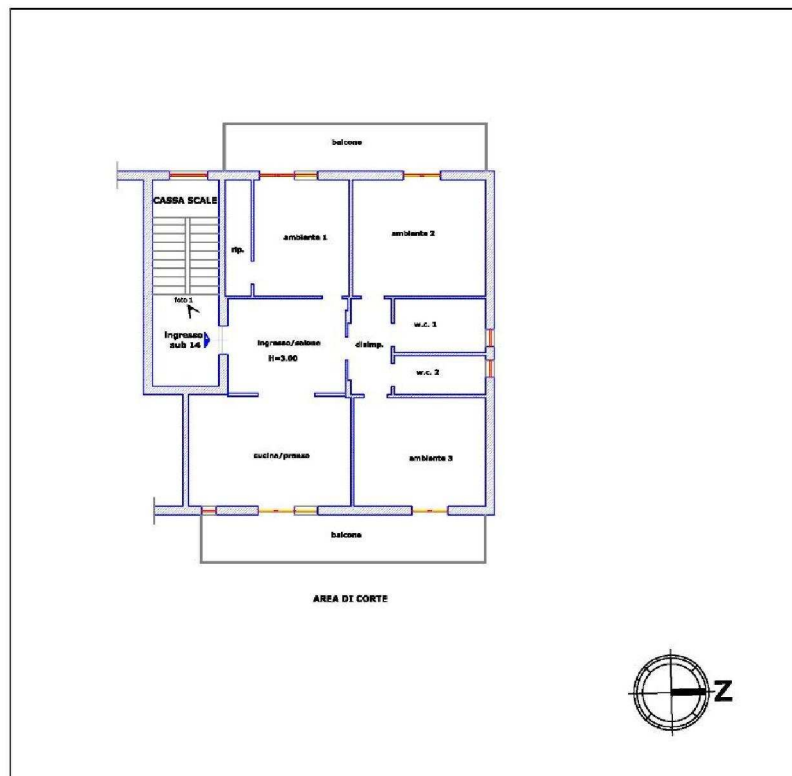 balcone
CASSA SCALE
ambiente 2
ambiente 1
rip.
foto 1
w.c. 1
ingresso
sub 14
ingresso/salone
H=3.00
disimp.
w.c. 2
cucina/pranzo
ambiente 3
balcone
AREA DI CORTE
N